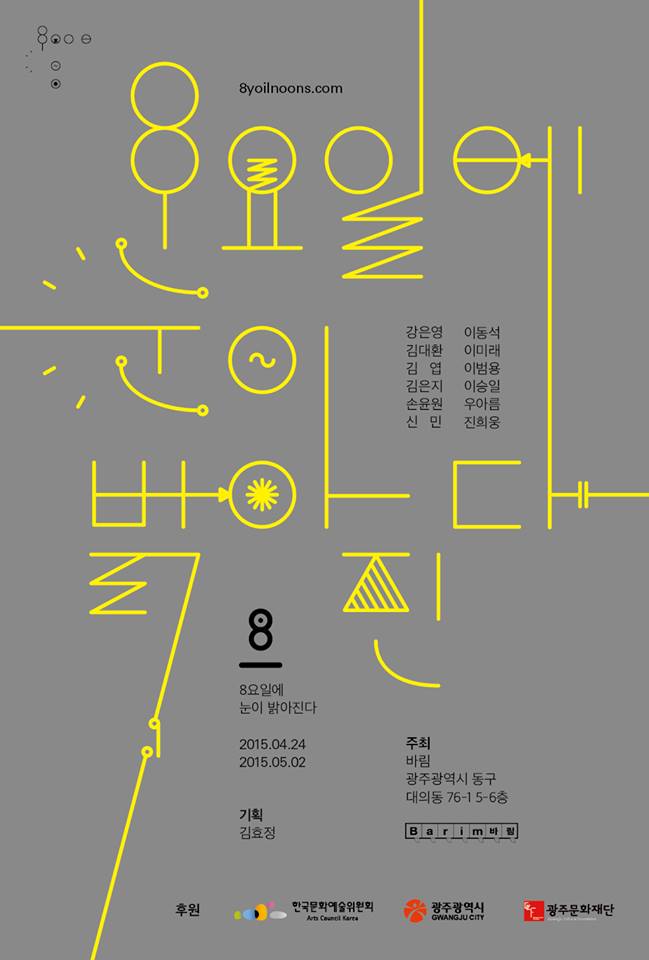 8yoilnoons.com
8요일에
눈이
밝아진다
강은영 이동석
김대환 이미래
김 엽 이범용
김은지 이승일
손윤원 우아름
신 민 진희웅
8
8요일에
눈이 밝아진다
2015.04.24
2015.05.02
기획
김효정
주최
바림
광주광역시 동구
대의동 76-1 5-6층
Barim바림
후원
한국문화예술위원회
Arts Council Korea
광주광역시
GWANGJU CITY
광주문화재단